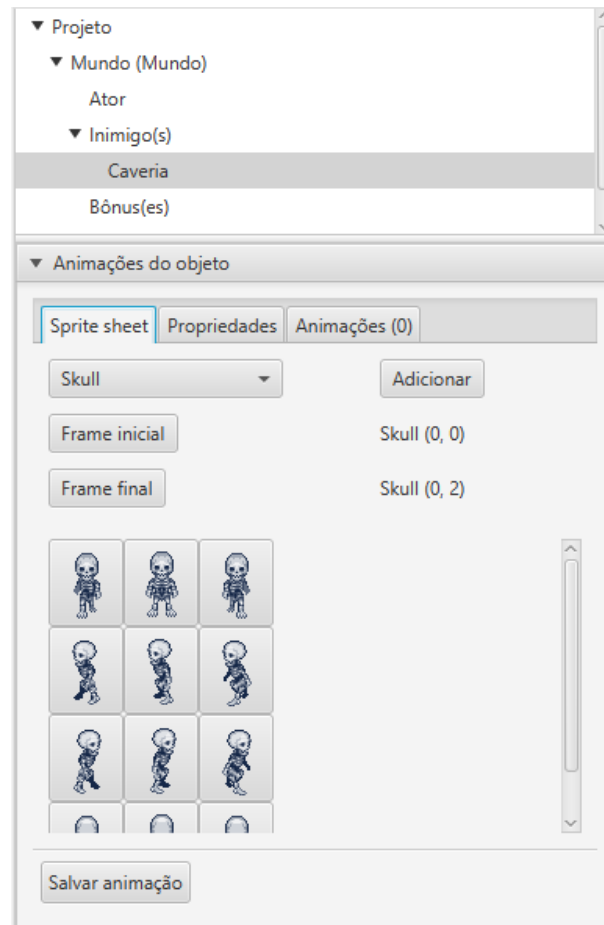 Projeto
Mundo (Mundo)
Ator
Inimigo(s)
Caveria
Bônus(es)
Animações do objeto
Sprite sheet Propriedades Animações (0)
Skull Adicionar
Frame inicial Skull (0, 0)
Frame final Skull (0, 2)
Salvar animação